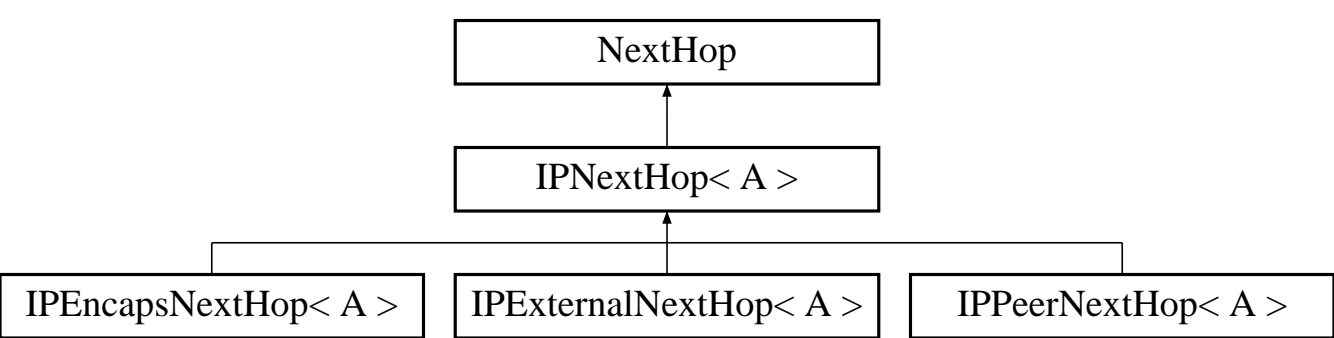 NextHop
IPNextHop< A >
IPEncapsNextHop< A >
IPExternalNextHop< A >
IPPeerNextHop< A >